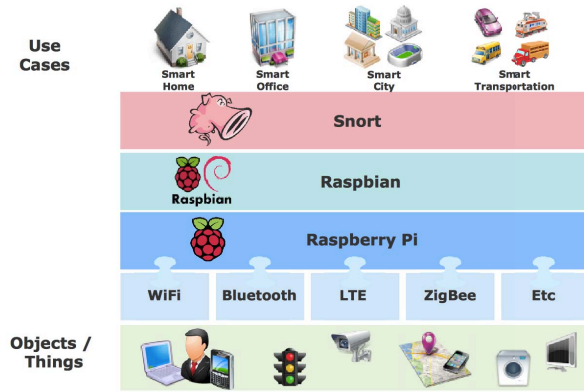 Use
Cases
Smart
Home
Smart
Office
Smart
City
Smart
Transportation
Snort
Raspbian
Raspbian
Raspberry Pi
WiFi
Bluetooth
LTE
ZigBee
Etc
Objects /
Things